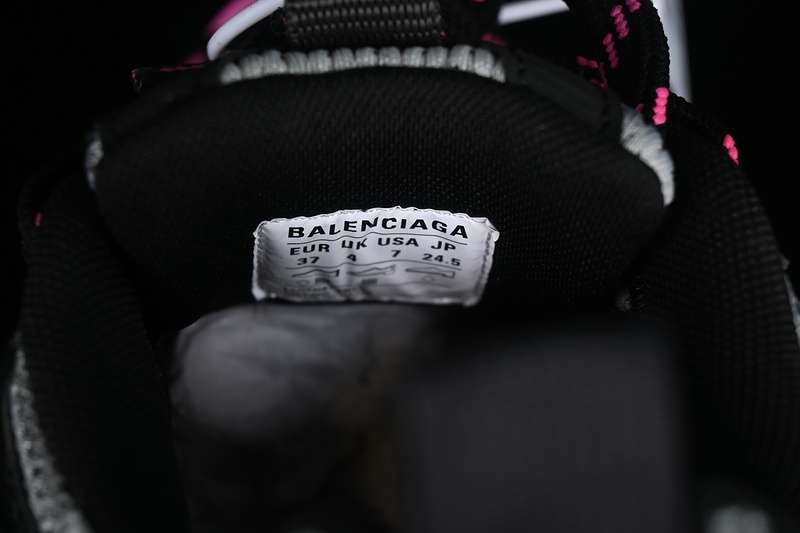 BALENCIAGA
EUR UK USA JP
37 4 7 24.5